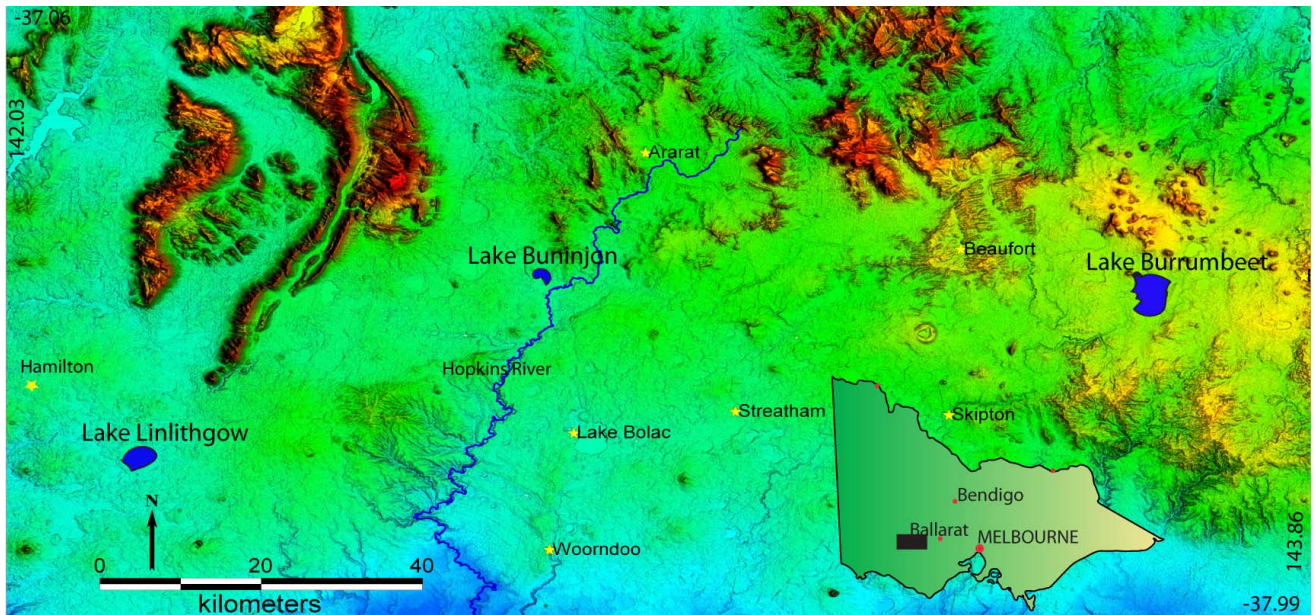 -37.06
142.03
Ararat
Lake Buninjon
Beaufort
Lake Burrumbeet
Hamilton
Hopkins River
Streatham
Skipton
Lake Linlithgow
Lake Bolac
N
Bendigo
Ballarat
MELBOURNE
Woorndoo
0 20 40
kilometers
143.86
-37.99